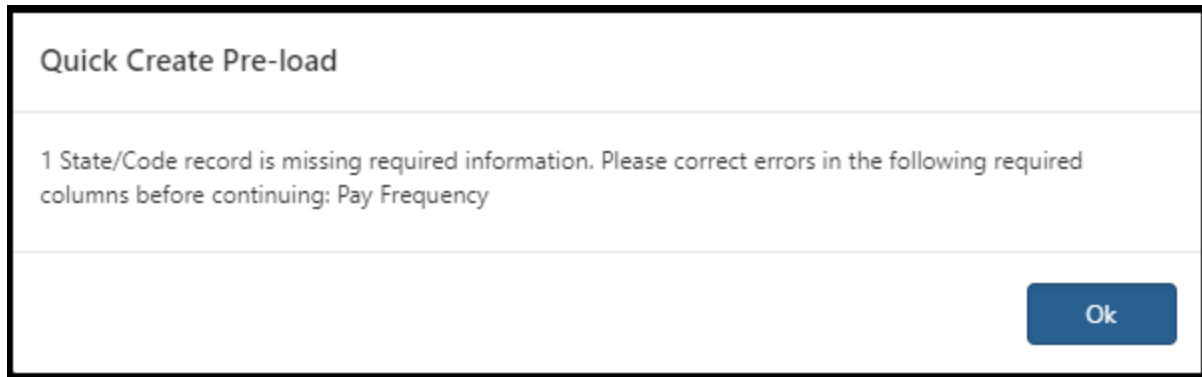 Quick Create Pre-load
1 State/Code record is missing required information. Please correct errors in the following required
columns before continuing: Pay Frequency
Ok